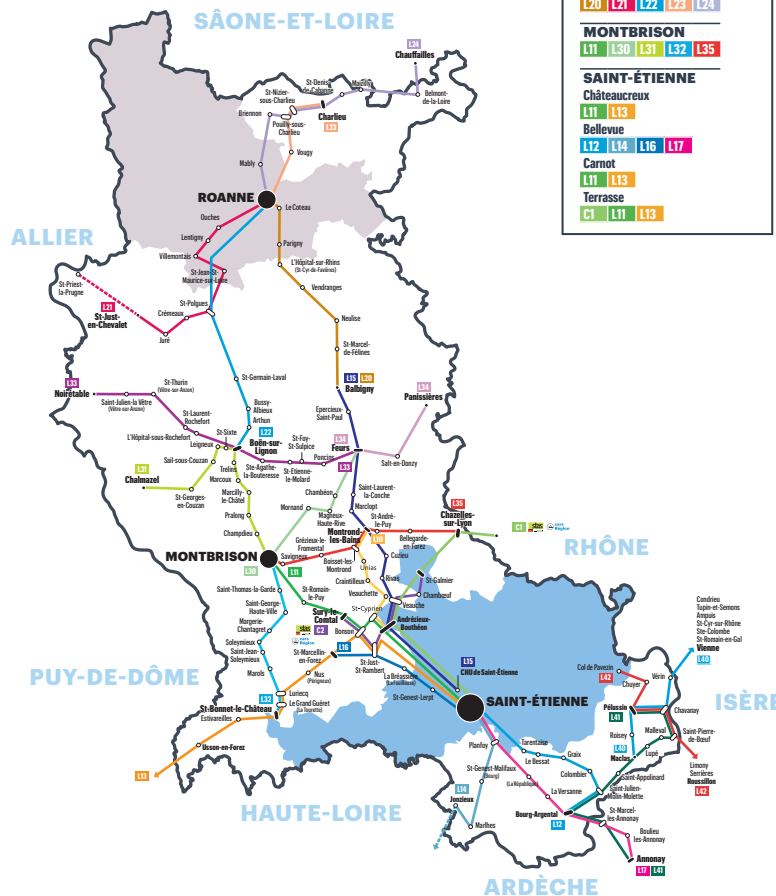 SÂONE-ET-LOIRE
L20 L21 L22 L23 L24
MONTBRISON
L11 L30 L31 L32 L35
SAINT-ÉTIENNE
Châteaucreux
L11 L13
Bellevue
L12 L14 L16 L17
Carnot
L11 L13
Terrasse
C1 L11 L13
L24
Chauffailles
St-Denis-
de-Cabanne
Maizilly
Belmont-
de-la-Loire
St-Nizier-
sous-Charlieu
Charlieu
L23
Briennon
Pouilly-sous-
Charlieu
Vougy
Mably
ROANNE
Le Coteau
Ouches
Lentigny
Villemontais
Parigny
ALLIER
L'Hôpital-sur-Rhins
(St-Cyr-de-Favières)
St-Jean-St-
Maurice-sur-Loire
St-Priest-
la-Prugne
Vendranges
L21
St-Just-
en-Chevalet
Crémeaux
St-Polgues
Juré
Neulise
St-Marcel-
de-Félines
L33
Noirétable
St-Thurin
(Vêtre-sur-Anzon)
Saint-Julien-la-Vêtre
(Vêtre-sur-Anzon)
St-Germain-Laval
L15 L20
Balbigny
L34
Panissières
Bussy-
Albieux
Arthun
Epercieux-
Saint-Paul
St-Laurent-
Rochefort
L'Hôpital-sous-Rochefort
St-Sixte
Leigneux
L22
Boën-sur-
Lignon
St-Foy-
St-Sulpice
L34
Feurs
L33
Poncins
Salt-en-Donzy
Sail-sous-Couzan
Trelins
Ste-Agathe-
la-Bouteresse
St-Etienne-
le-Molard
L31
Chalmazel
Marcoux
St-Georges-
en-Couzan
Marcilly-
le-Châtel
Chambéon
Saint-Laurent-
la-Conche
Mornand
Magneux-
Haute-Rive
Marclopt
Pralong
St-André-
le-Puy
L35
Chazelles-
sur-Lyon
C1
Champdieu
Montrond-
les-Bains
L10
Grézieux-le-
Fromental
Bellegarde-
en-Forez
RHÔNE
MONTBRISON
L30
Savigneux
L11
Boisset-les-
Montrond
Cuzieu
Unias
Craintilleux
Rivas
St-Galmier
Saint-Thomas-la-Garde
St-Romain-
le-Puy
Veauchette
Chambœuf
Veauche
Saint-George-
Haute-Ville
St-Cyprien
Sury-le-
Comtal
C2
Andrézieux-
Bouthéon
Margerie-
Chantagret
Bonson
Soleymieux
Saint-Jean-
Soleymieux
L16
St-Marcellin-
en-Forez
St-Just-
St-Rambert
PUY-DE-DÔME
Marols
Nus
(Périgneux)
La Bréassière
(La Fouillouse)
St-Genest-Lerpt
L15
CHU de Saint-Étienne
SAINT-ÉTIENNE
L32
Luriecq
Le Grand Guéret
(La Tourette)
St-Bonnet-le-Château
Estivareilles
Usson-en-Forez
L13
HAUTE-LOIRE
Condrieu
Tupin-et-Semons
Ampuis
St-Cyr-sur-Rhône
Ste-Colombe
St-Romain-en-Gal
Vienne
L40
Col de Pavezin
L42
Chuyer
Vérin
ISÈRE
Pélussin
L41
Chavanay
Roisey
Malleval
Saint-Pierre-
de-Bœuf
L40
Maclas
Lupé
Limony
Serrières
Roussillon
L42
Planfoy
Tarentaise
Le Bessat
Graix
Colombier
Saint-Appolinard
Saint-Julien-
Molin-Molette
St-Genest-Malifaux
(Bourg)
(La République)
La Versanne
L14
Jonzieux
Marlhes
Bourg-Argental
L12
St-Marcel-
les-Annonay
Boulieu
les-Annonay
Annonay
L17 L41
ARDÈCHE